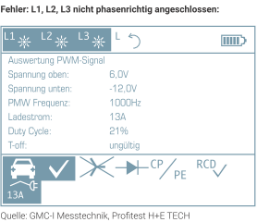 Fehler: L1, L2, L3 nicht phasenrichtig angeschlossen:
L1 L2 L3 L
Auswertung PWM-Signal
Spannung oben: 6,0V
Spannung unten: -12,0V
PMW Frequenz: 1000Hz
Ladestrom: 13A
Duty Cycle: 21%
T-off: ungültig
13A CP/PE RCD
Quelle: GMC-I Messtechnik, Profitest H+E TECH